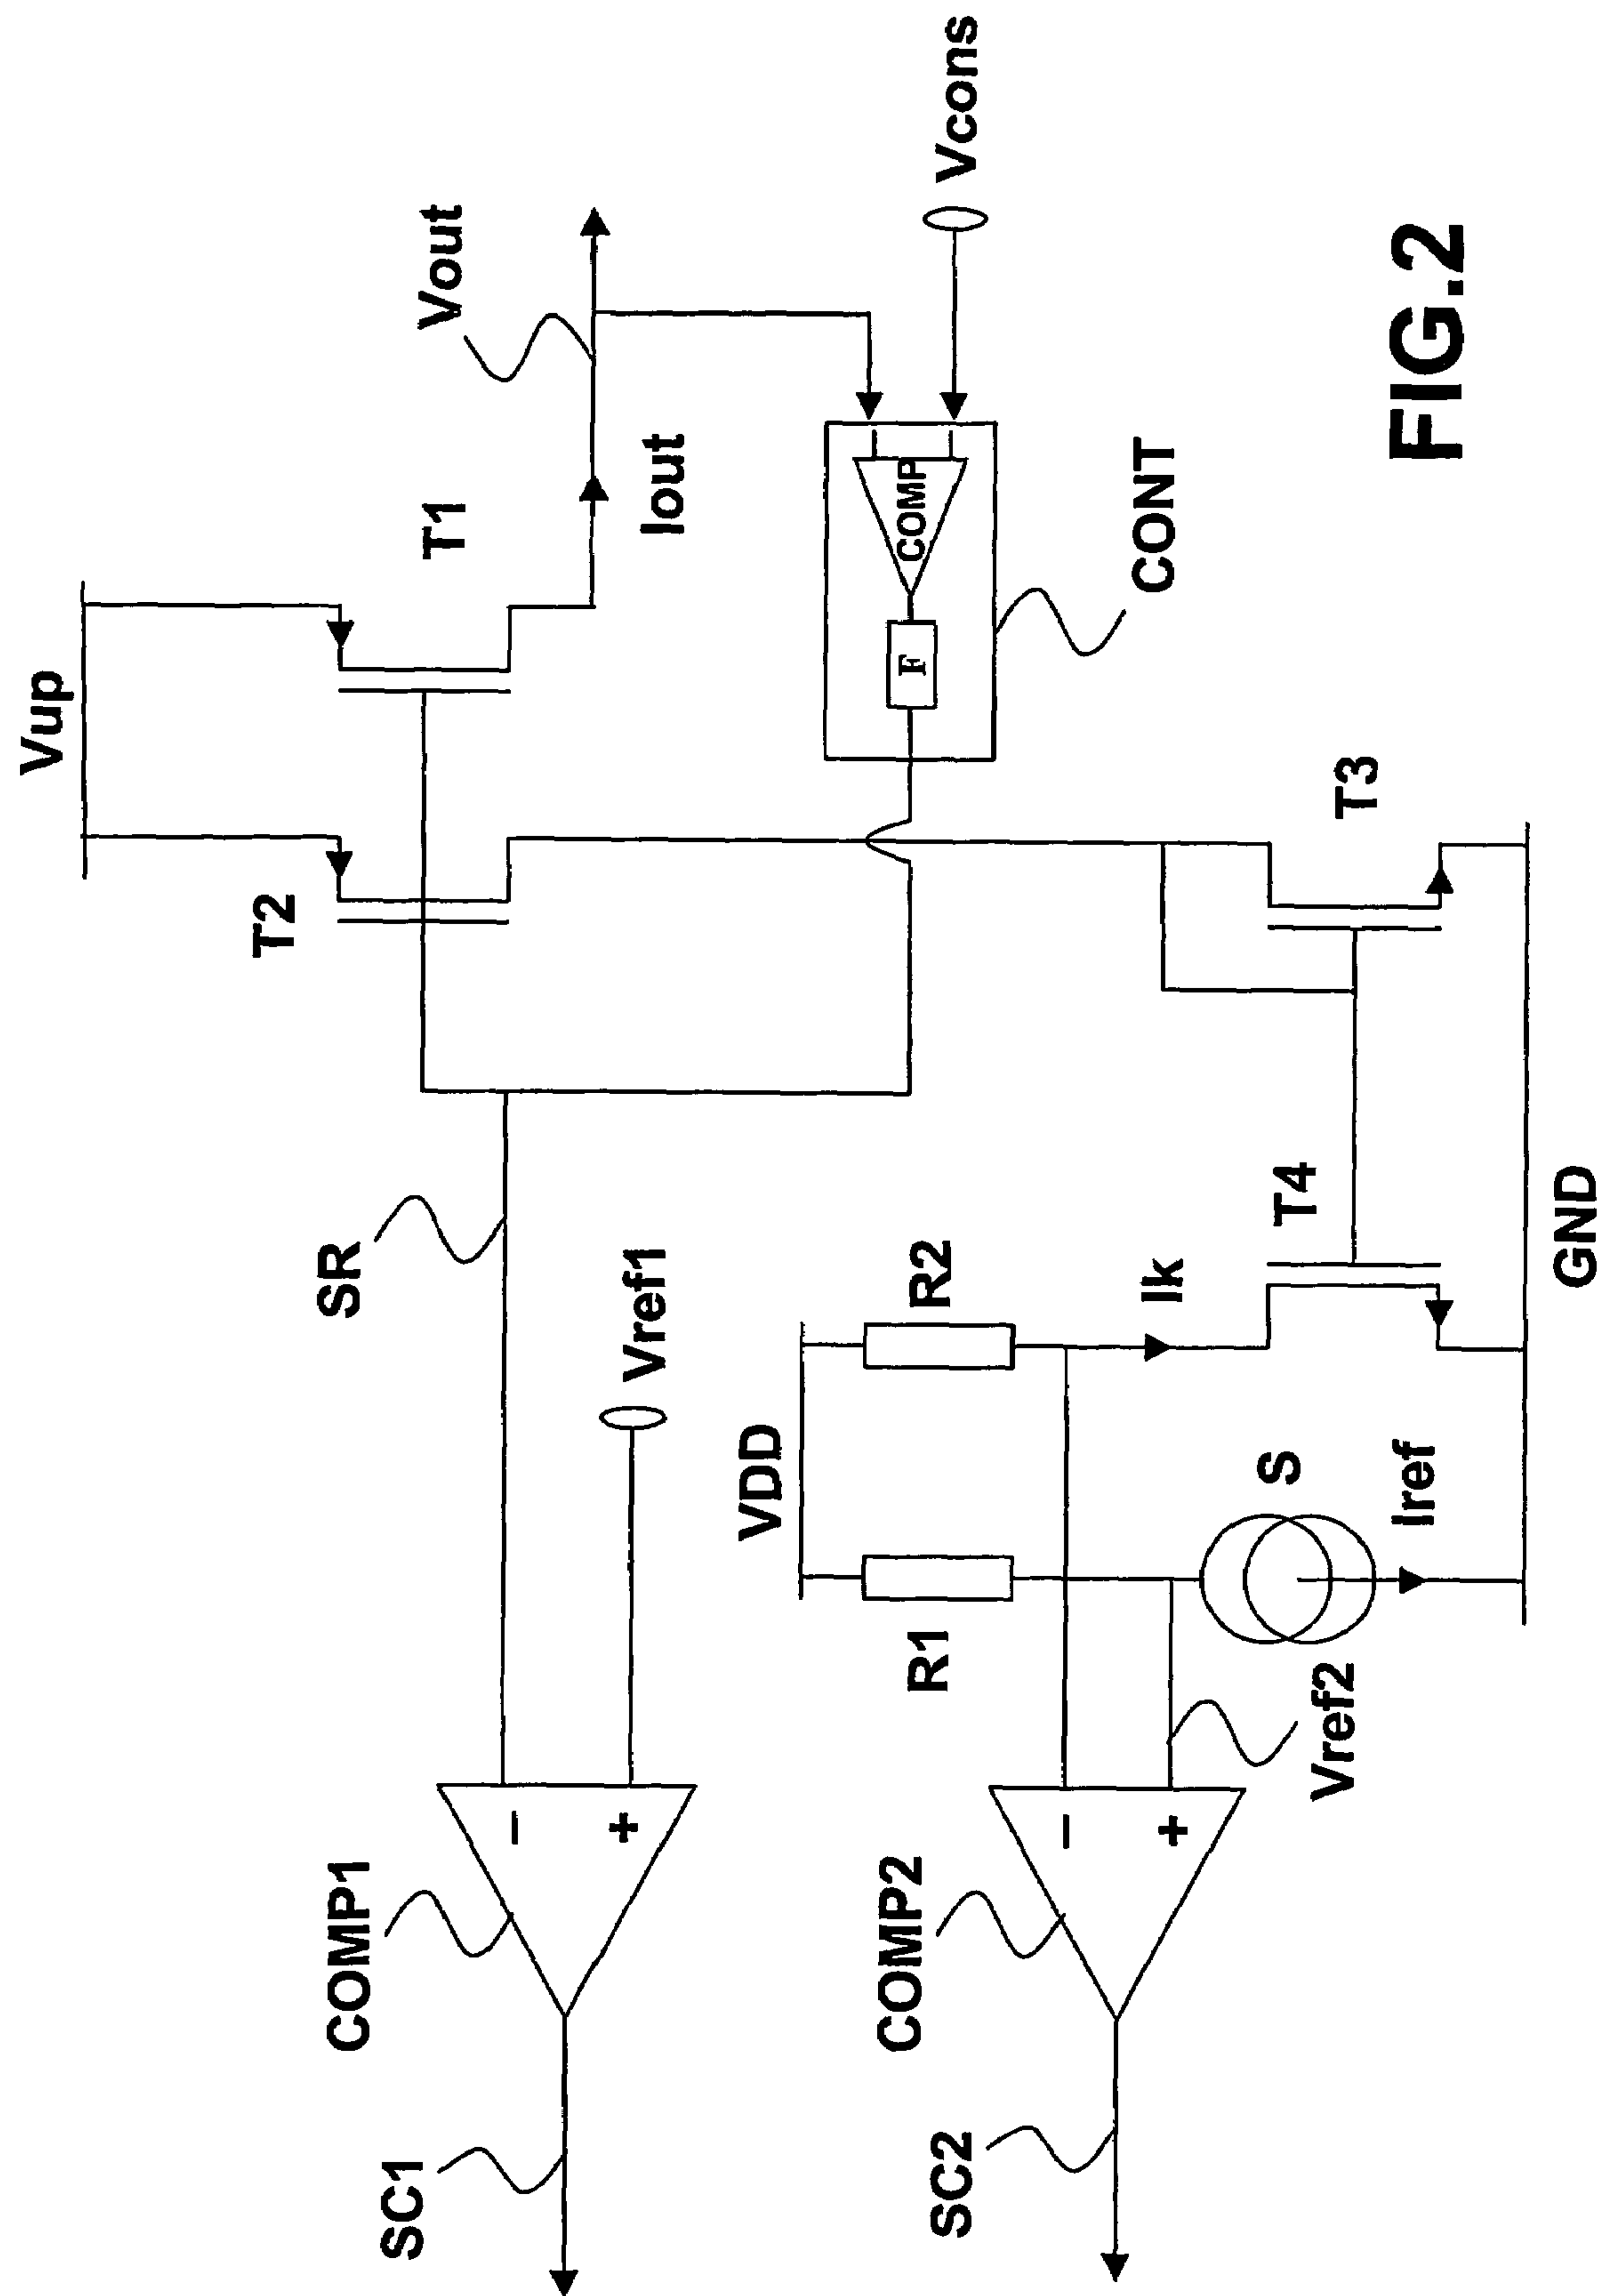 Vup
T2
T1
Vout
Iout
SR
COMP1
−
+
Vref1
SC1
F
COMP
CONT
Vcons
VDD
R1
R2
COMP2
−
+
SC2
Vref2
S
Iref
Ik
T4
T3
GND
FIG.2